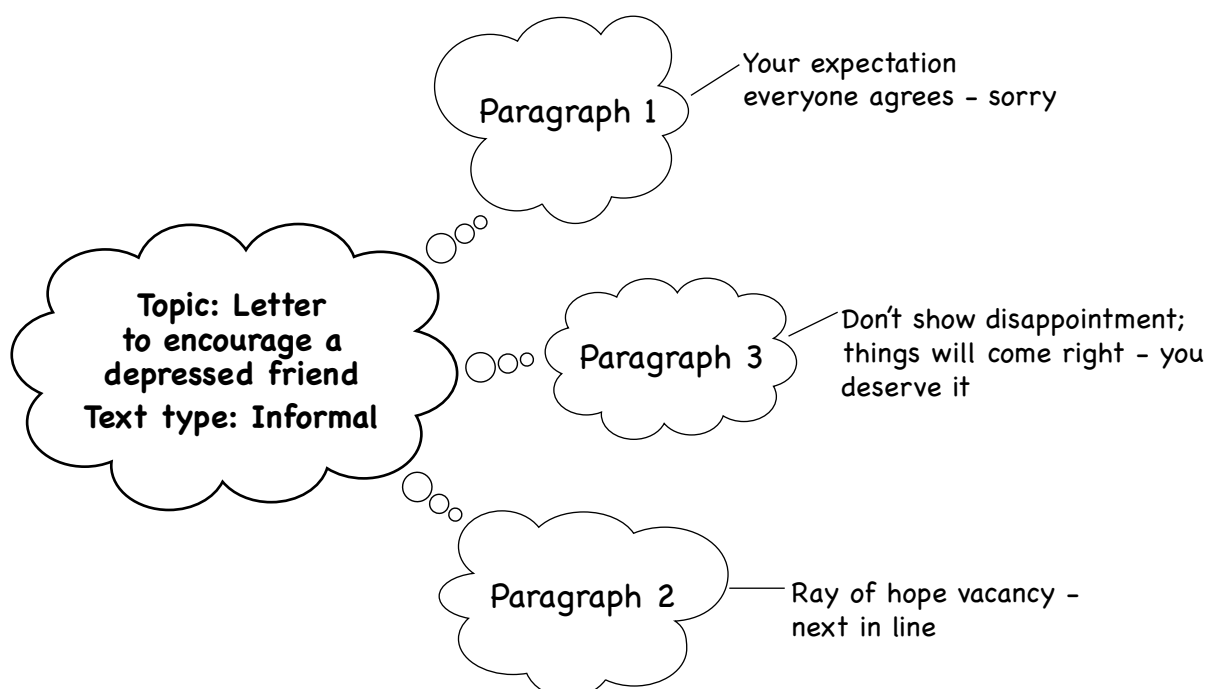 Paragraph 1
Your expectation
everyone agrees – sorry
Topic: Letter
to encourage a
depressed friend
Text type: Informal
Paragraph 3
Don't show disappointment;
things will come right – you
deserve it
Paragraph 2
Ray of hope vacancy –
next in line